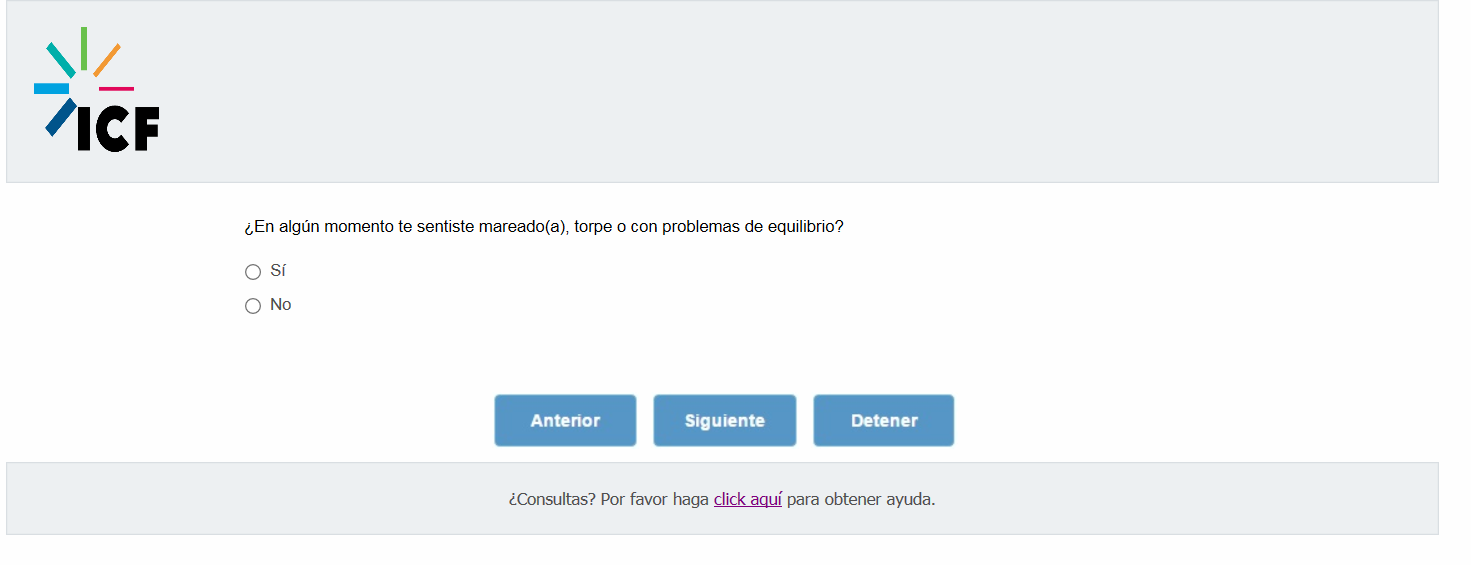 ICF
¿En algún momento te sentiste mareado(a), torpe o con problemas de equilibrio?
Sí
No
Anterior Siguiente Detener
¿Consultas? Por favor haga click aquí para obtener ayuda.